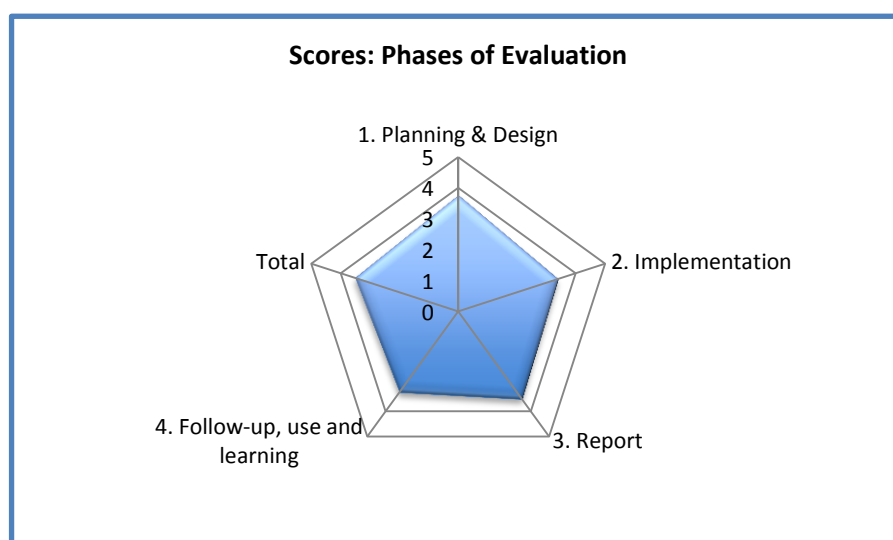 Scores: Phases of Evaluation
1. Planning & Design
5
4
3
2
1
0
Total
2. Implementation
4. Follow-up, use and
learning
3. Report